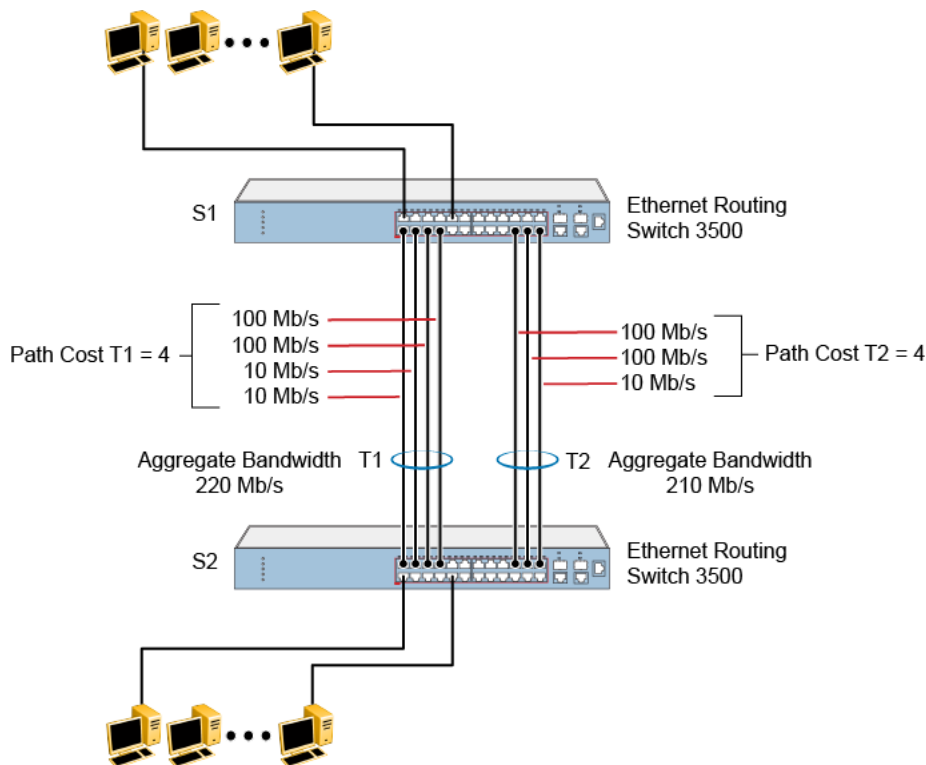 S1
Ethernet Routing
Switch 3500
Path Cost T1 = 4
100 Mb/s
100 Mb/s
10 Mb/s
10 Mb/s
100 Mb/s
100 Mb/s
10 Mb/s
Path Cost T2 = 4
Aggregate Bandwidth
220 Mb/s
T1
T2
Aggregate Bandwidth
210 Mb/s
S2
Ethernet Routing
Switch 3500